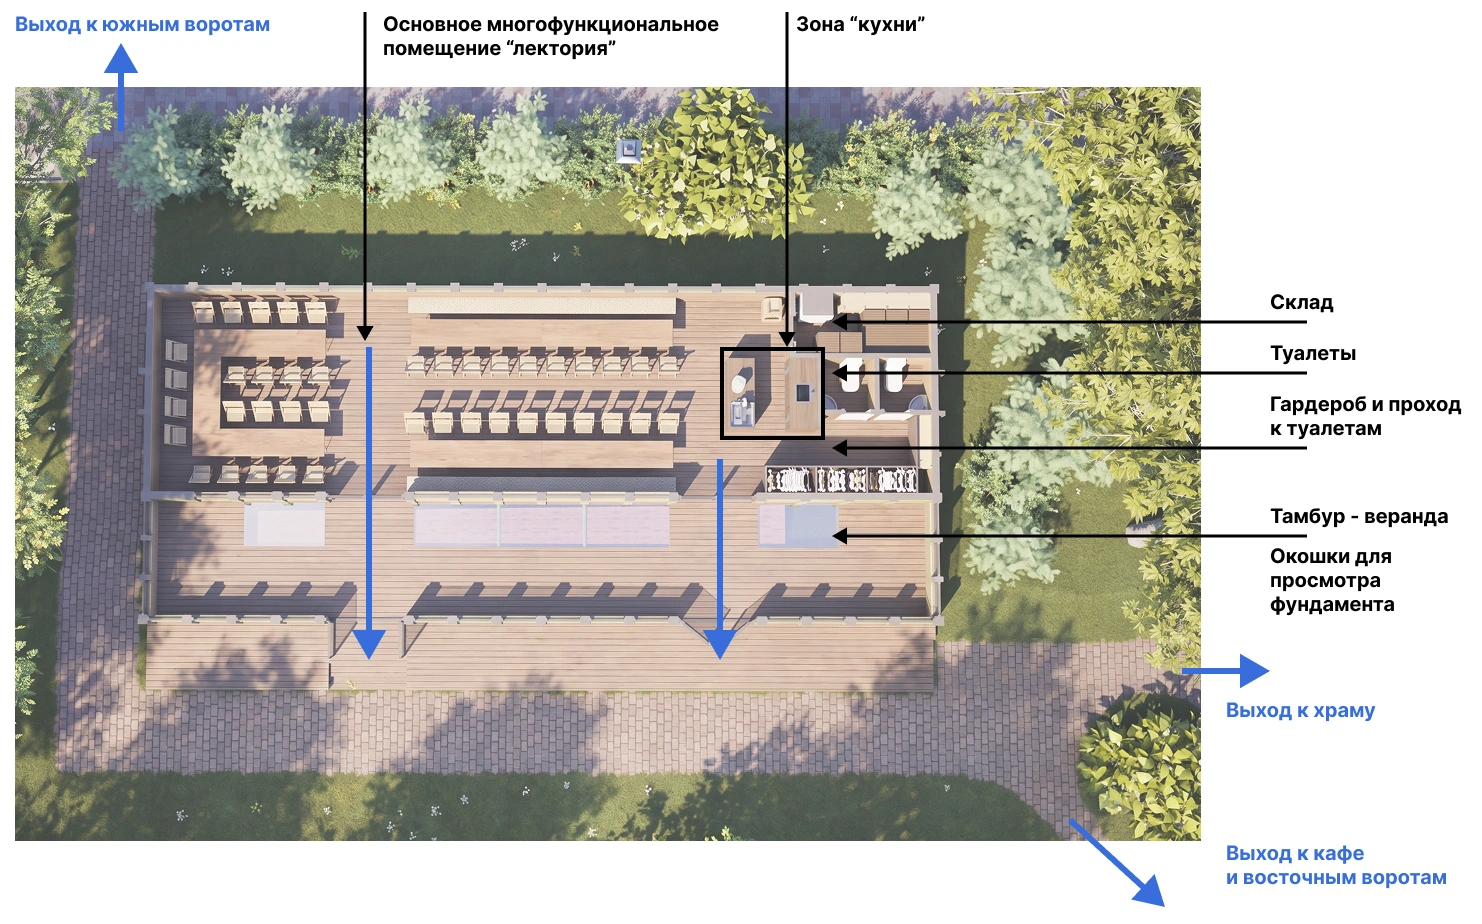 Выход к южным воротам
Основное многофункциональное
помещение “лектория”
Зона “кухни”
Склад
Туалеты
Гардероб и проход
к туалетам
Тамбур - веранда
Окошки для
просмотра
фундамента
Выход к храму
Выход к кафе
и восточным воротам